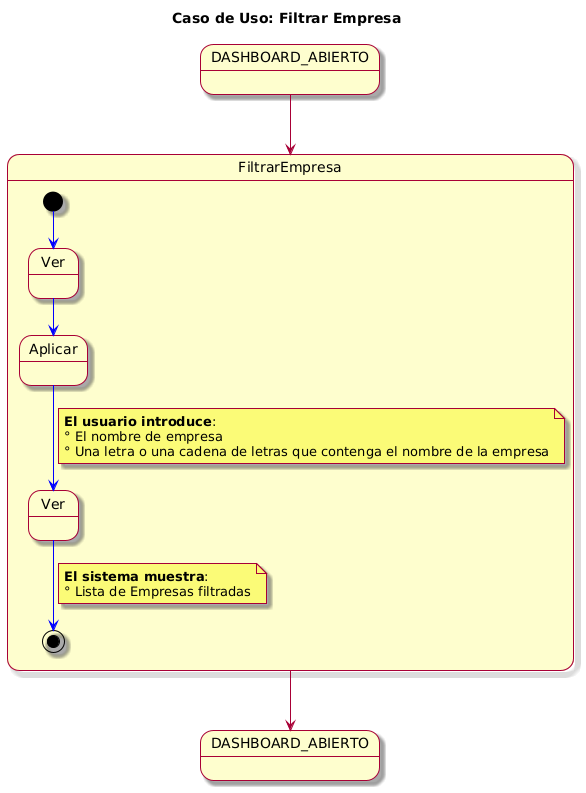 Caso de Uso: Filtrar Empresa
DASHBOARD_ABIERTO
FiltrarEmpresa
Ver
Aplicar
El usuario introduce:
° El nombre de empresa
° Una letra o una cadena de letras que contenga el nombre de la empresa
Ver
El sistema muestra:
° Lista de Empresas filtradas
DASHBOARD_ABIERTO